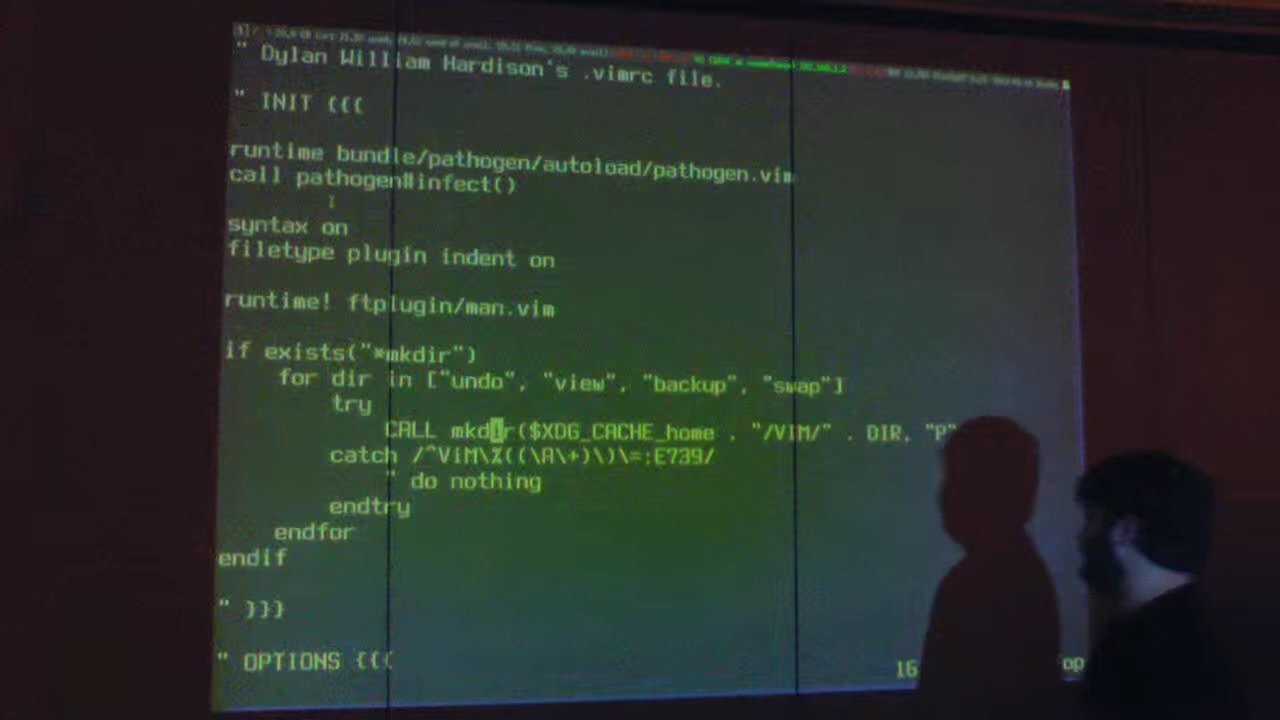 " Dylan William Hardison's .vimrc file.
" INIT {{{
runtime bundle/pathogen/autoload/pathogen.vim
call pathogen#infect()
syntax on
filetype plugin indent on
runtime! ftplugin/man.vim
if exists("*mkdir")
for dir in ["undo", "view", "backup", "swap"]
try
CALL mkdir($XDG_CACHE_home . "/VIM/" . DIR, "P"
catch /^ViM\%((\A\+)\)\=:E739/
" do nothing
endtry
endfor
endif
" }}}
" OPTIONS {{{
16
op